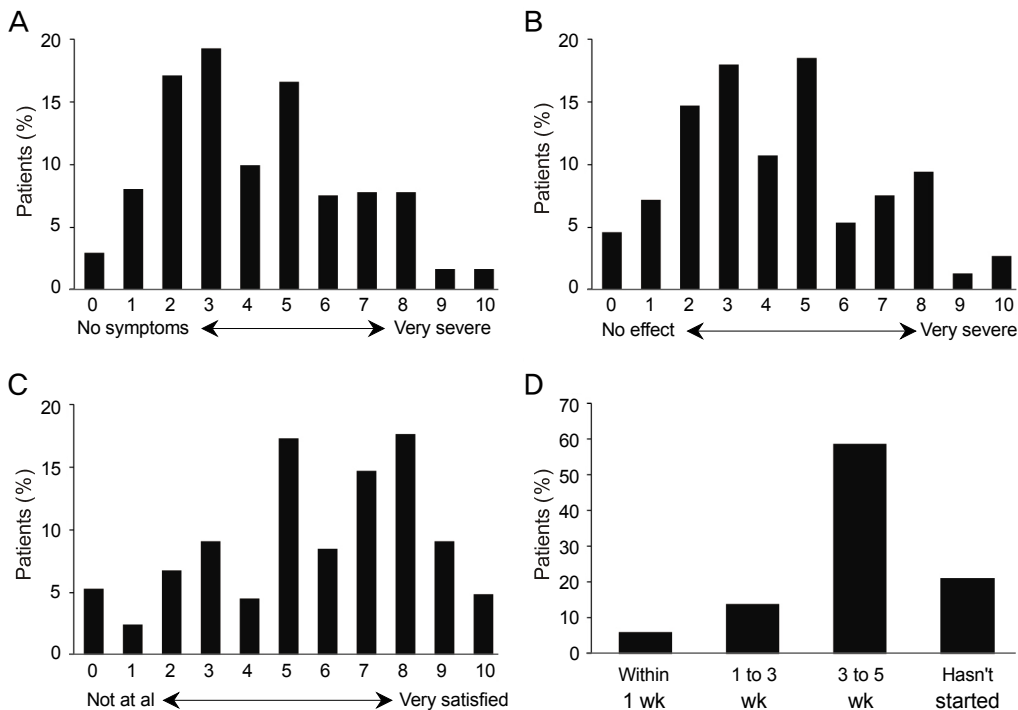 A
Patients (%)
20
15
10
5
0
0 1 2 3 4 5 6 7 8 9 10
No symptoms Very severe
B
Patients (%)
20
15
10
5
0
0 1 2 3 4 5 6 7 8 9 10
No effect Very severe
C
Patients (%)
20
15
10
5
0
0 1 2 3 4 5 6 7 8 9 10
Not at al Very satisfied
D
Patients (%)
70
60
50
40
30
20
10
0
Within 1 to 3 3 to 5 Hasn't
1 wk wk wk started